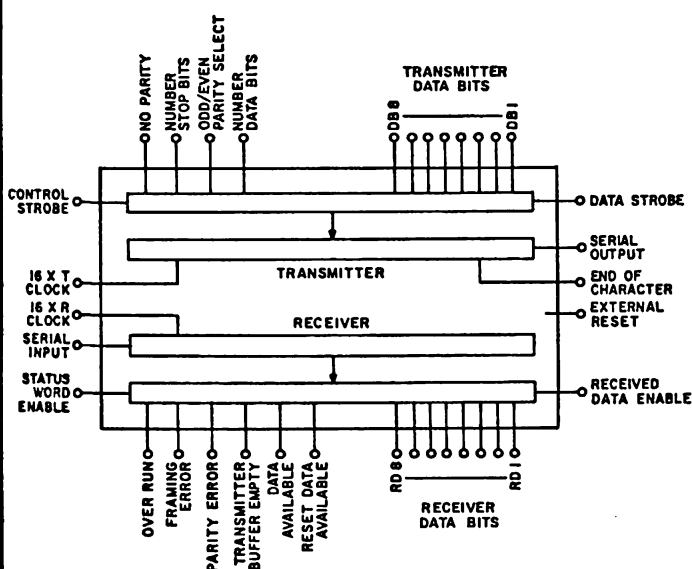 NO PARITY
NUMBER
STOP BITS
ODD/EVEN
PARITY SELECT
NUMBER
DATA BITS
TRANSMITTER
DATA BITS
DB8
DB1
CONTROL
STROBE
DATA STROBE
SERIAL
OUTPUT
TRANSMITTER
16 X T
CLOCK
END OF
CHARACTER
16 X R
CLOCK
RECEIVER
EXTERNAL
RESET
SERIAL
INPUT
STATUS
WORD
ENABLE
RECEIVED
DATA ENABLE
OVER RUN
FRAMING
ERROR
PARITY ERROR
TRANSMITTER
BUFFER EMPTY
DATA
AVAILABLE
RESET DATA
AVAILABLE
RD8
RD1
RECEIVER
DATA BITS